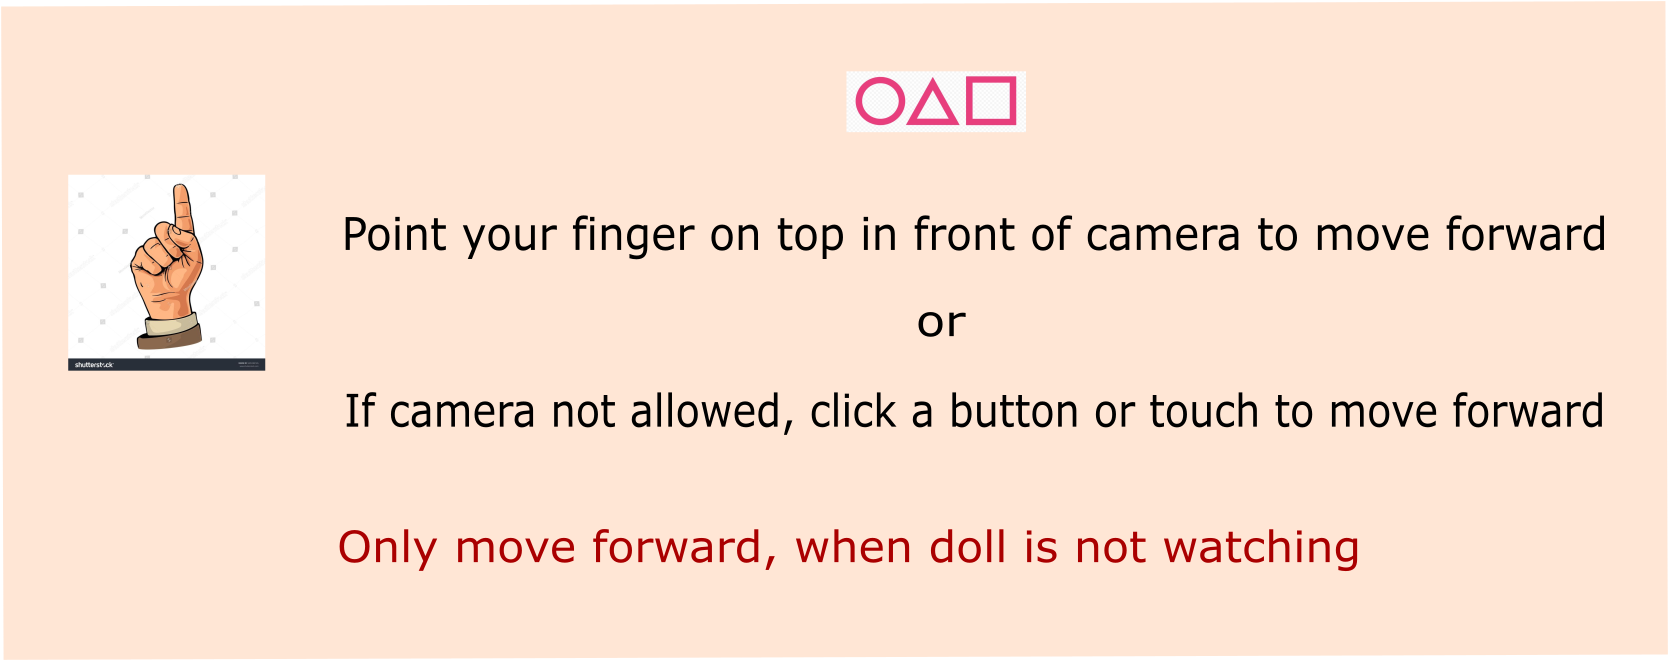 Point your finger on top in front of camera to move forward
or
If camera not allowed, click a button or touch to move forward
Only move forward, when doll is not watching
shutterstock